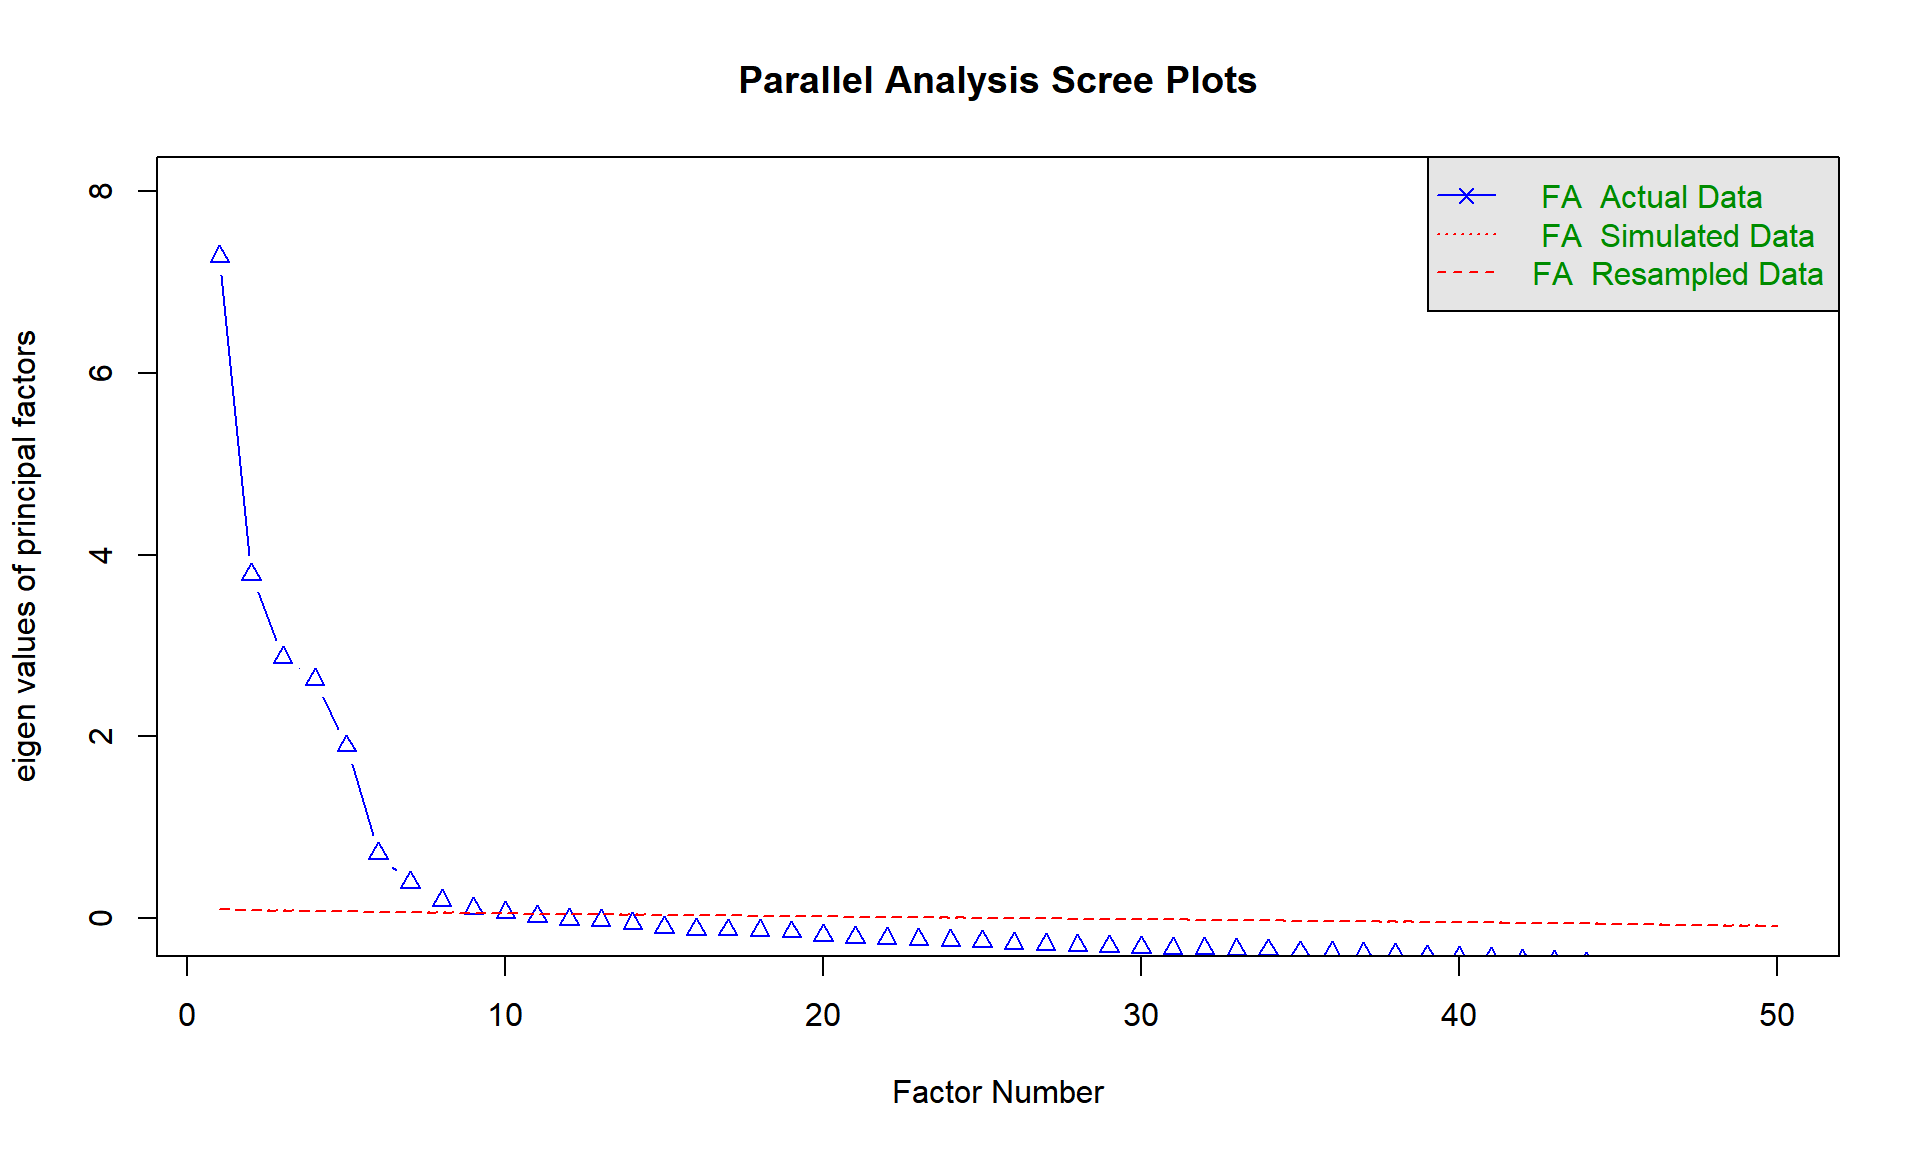 Parallel Analysis Scree Plots
FA Actual Data
FA Simulated Data
FA Resampled Data
eigen values of principal factors
8
6
4
2
0
0 10 20 30 40 50
Factor Number